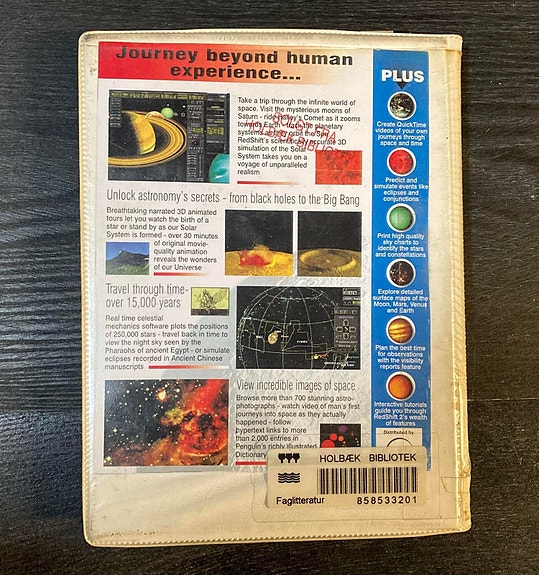 Journey beyond human
experience...
Take a trip through the infinite world of
space. Visit the mysterious moons of
Saturn - ride
Comet as it zooms
planetary
RedShift's
accurate 3D
simulation of the Solar
System takes you on a
voyage of unparalleled
realism
Unlock astronomy's secrets - from black holes to the Big Bang
Breathtaking narrated 3D animated
tours let you watch the birth of a
star or stand by as our Solar
System is formed - over 30 minutes
of original movie-
quality animation
reveals the wonders
of our Universe
Travel through time-
over 15,000 years
Real time celestial
mechanics software plots the positions
of 250,000 stars - travel back in time to
view the night sky seen by the
Pharaohs of ancient Egypt - or simulate
eclipses recorded in Ancient Chinese
manuscripts
View incredible images of space
Browse more than 700 stunning astro-
photographs - watch video of man's first
journeys into space as they actually
happened - follow
hypertext links to more
than 2,000 entries in
Penguin's richly illustrated
Dictionary
PLUS
Create QuickTime
videos of your own
journeys through
space and time
Predict and
simulate events like
eclipses and
conjunctions
Print high quality
sky charts to
identify the stars
and constellations
Explore detailed
surface maps of the
Moon, Mars, Venus
and Earth
Plan the best time
for observations
with the visibility
reports feature
Interactive tutorials
guide you through
RedShift 2's wealth
of features
Distributed by
HOLBÆK BIBLIOTEK
Faglitteratur
858533201